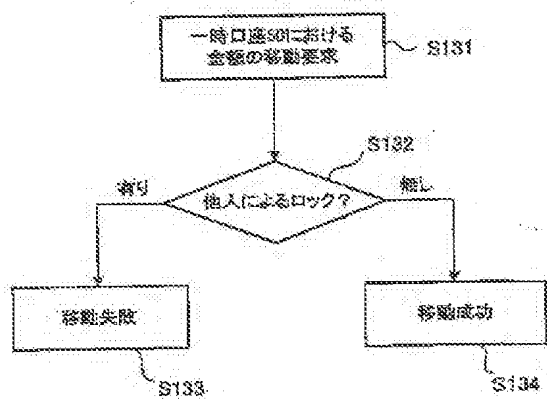 一時口座501における
金額の移動要求
S131
S132
他人によるロック？
有り
無し
移動失敗
移動成功
S133
S134